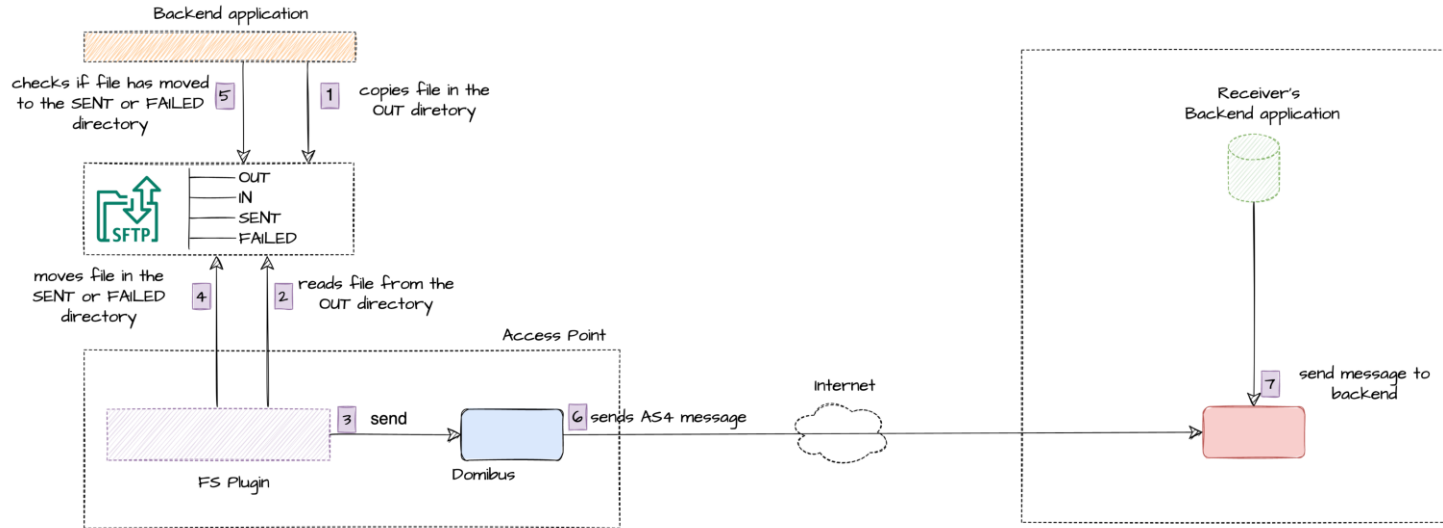 Backend application
checks if file has moved
to the SENT or FAILED
directory
5
1
copies file in the
OUT diretory
SFTP
OUT
IN
SENT
FAILED
moves file in the
SENT or FAILED
directory
4
2
reads file from the
OUT directory
Access Point
3
send
FS Plugin
Domibus
6
sends AS4 message
Internet
Receiver's
Backend application
7
send message to
backend